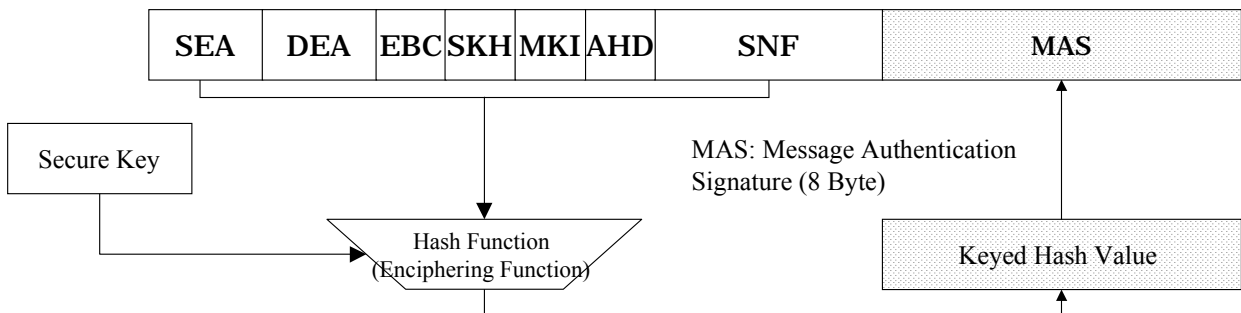 SEA DEA EBC SKH MKI AHD SNF MAS
Secure Key
MAS: Message Authentication
Signature (8 Byte)
Hash Function
(Enciphering Function)
Keyed Hash Value